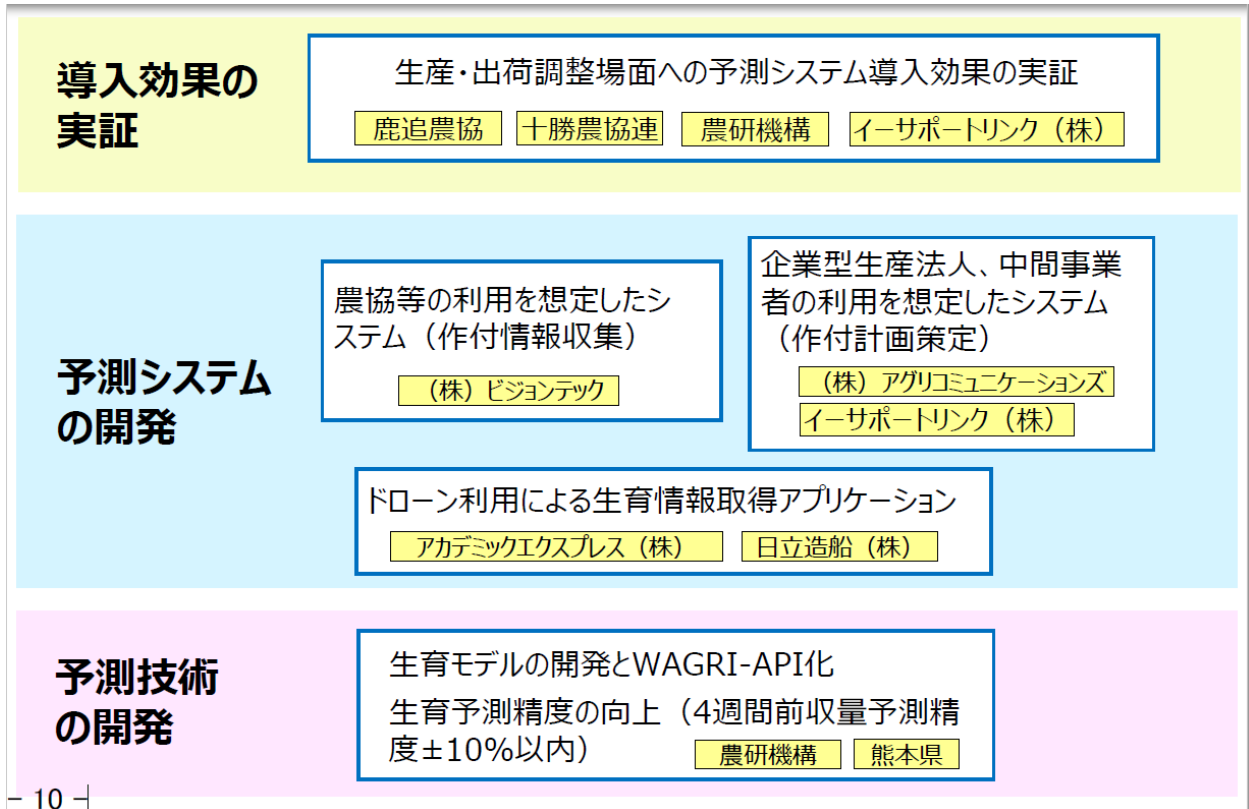 導入効果の
実証
生産・出荷調整場面への予測システム導入効果の実証
鹿追農協 十勝農協連 農研機構 イーサポートリンク（株）
予測システム
の開発
農協等の利用を想定したシ
ステム（作付情報収集）
（株）ビジョンテック
企業型生産法人、中間事業
者の利用を想定したシステム
（作付計画策定）
（株）アグリコミュニケーションズ
イーサポートリンク（株）
ドローン利用による生育情報取得アプリケーション
アカデミックエクスプレス（株） 日立造船（株）
予測技術
の開発
生育モデルの開発とWAGRI-API化
生育予測精度の向上（4週間前収量予測精
度±10%以内）
農研機構 熊本県
- 10 -